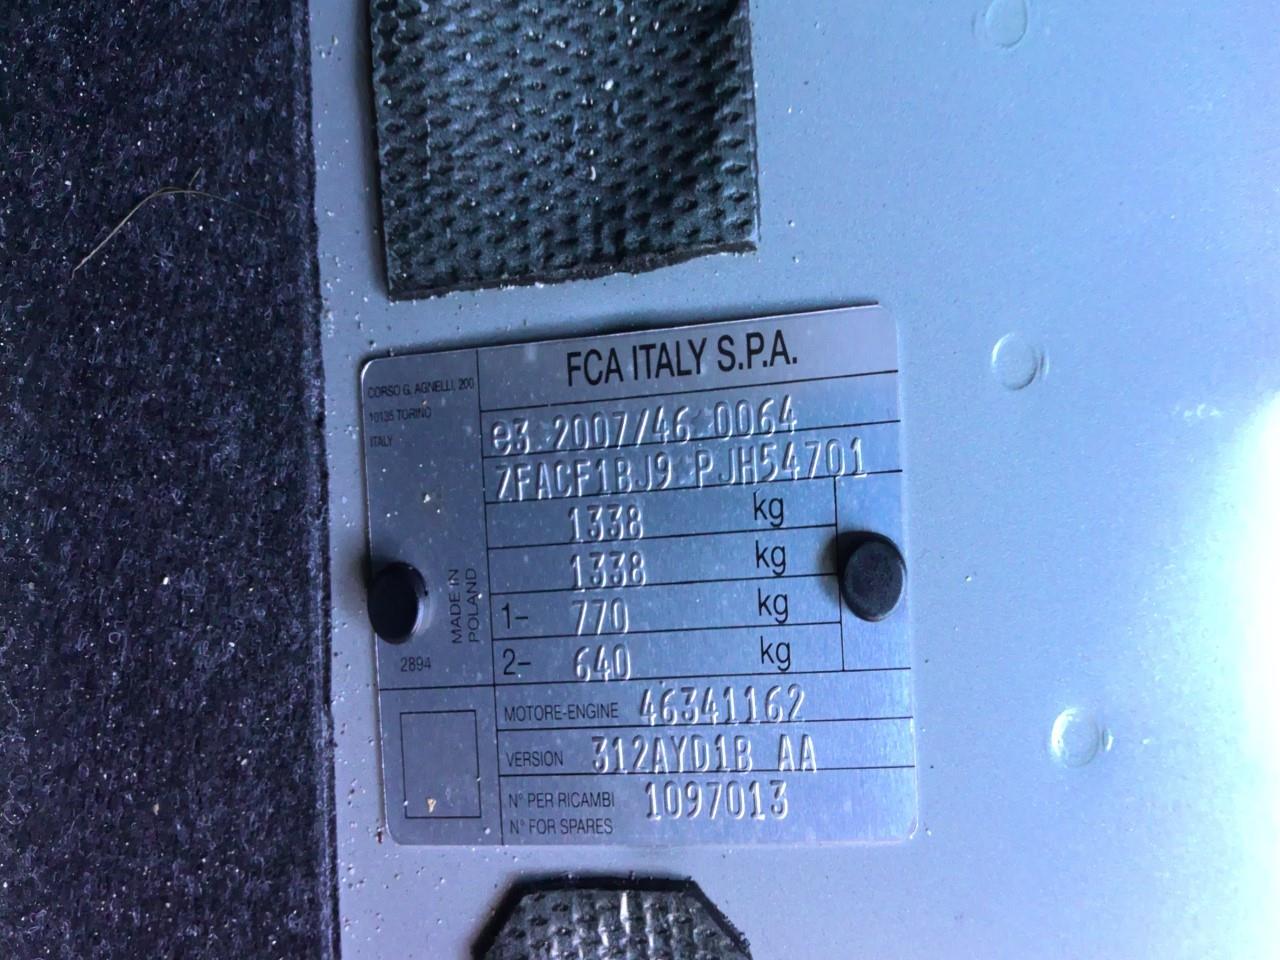 FCA ITALY S.P.A.
CORSO G. AGNELLI, 200
10135 TORINO
ITALY
e3 2007/46 0064
ZFACF1BJ9 PJH54701
1338 kg
1338 kg
1- 770 kg
2- 640 kg
MADE IN
POLAND
2894
MOTORE-ENGINE 46341162
VERSION 312AYD1B AA
N° PER RICAMBI 1097013
N° FOR SPARES